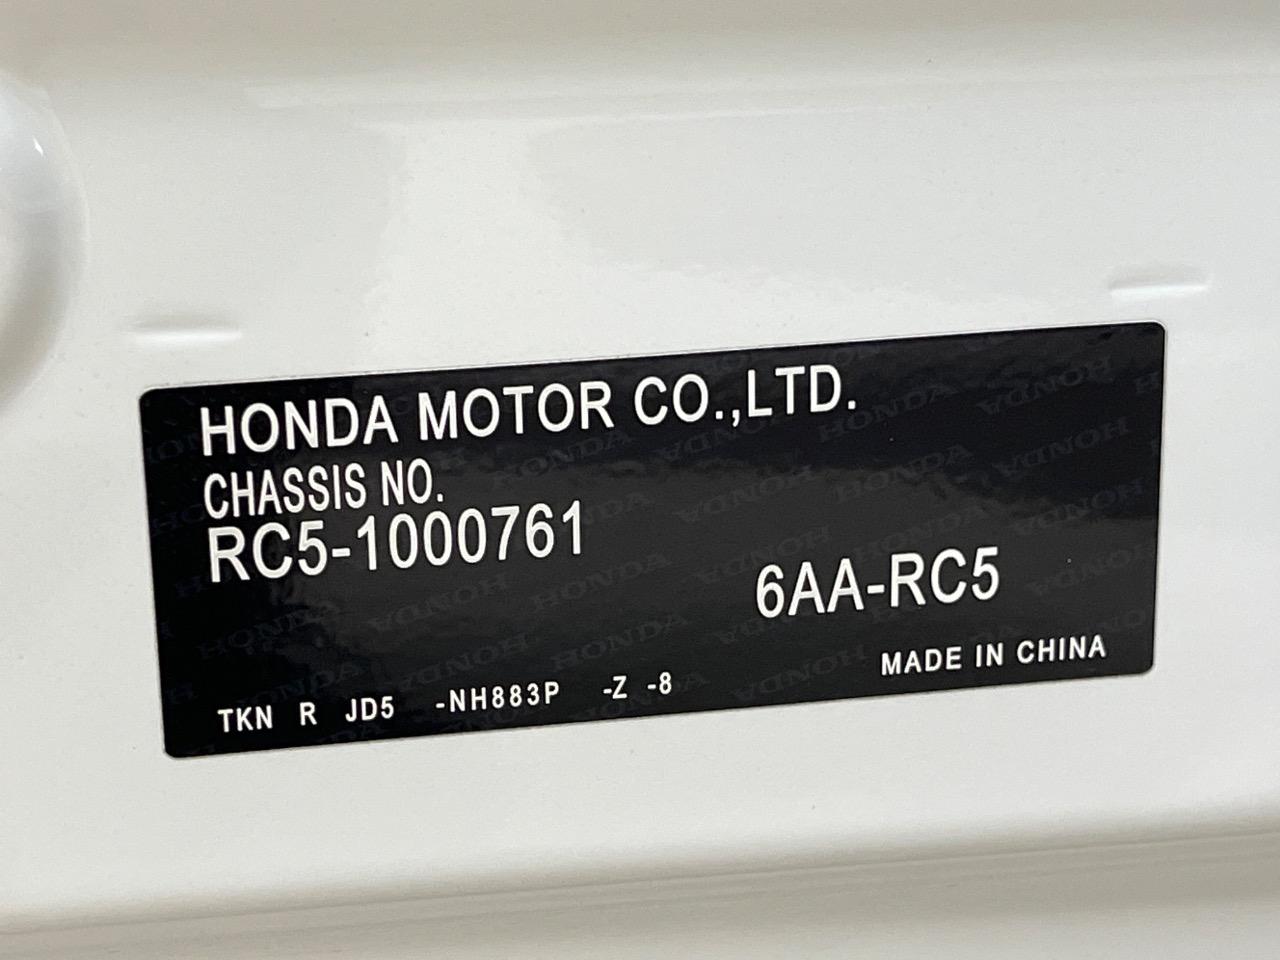 HONDA MOTOR CO.,LTD.
CHASSIS NO.
RC5-1000761
6AA-RC5
MADE IN CHINA
TKN R JD5 -NH883P -Z -8